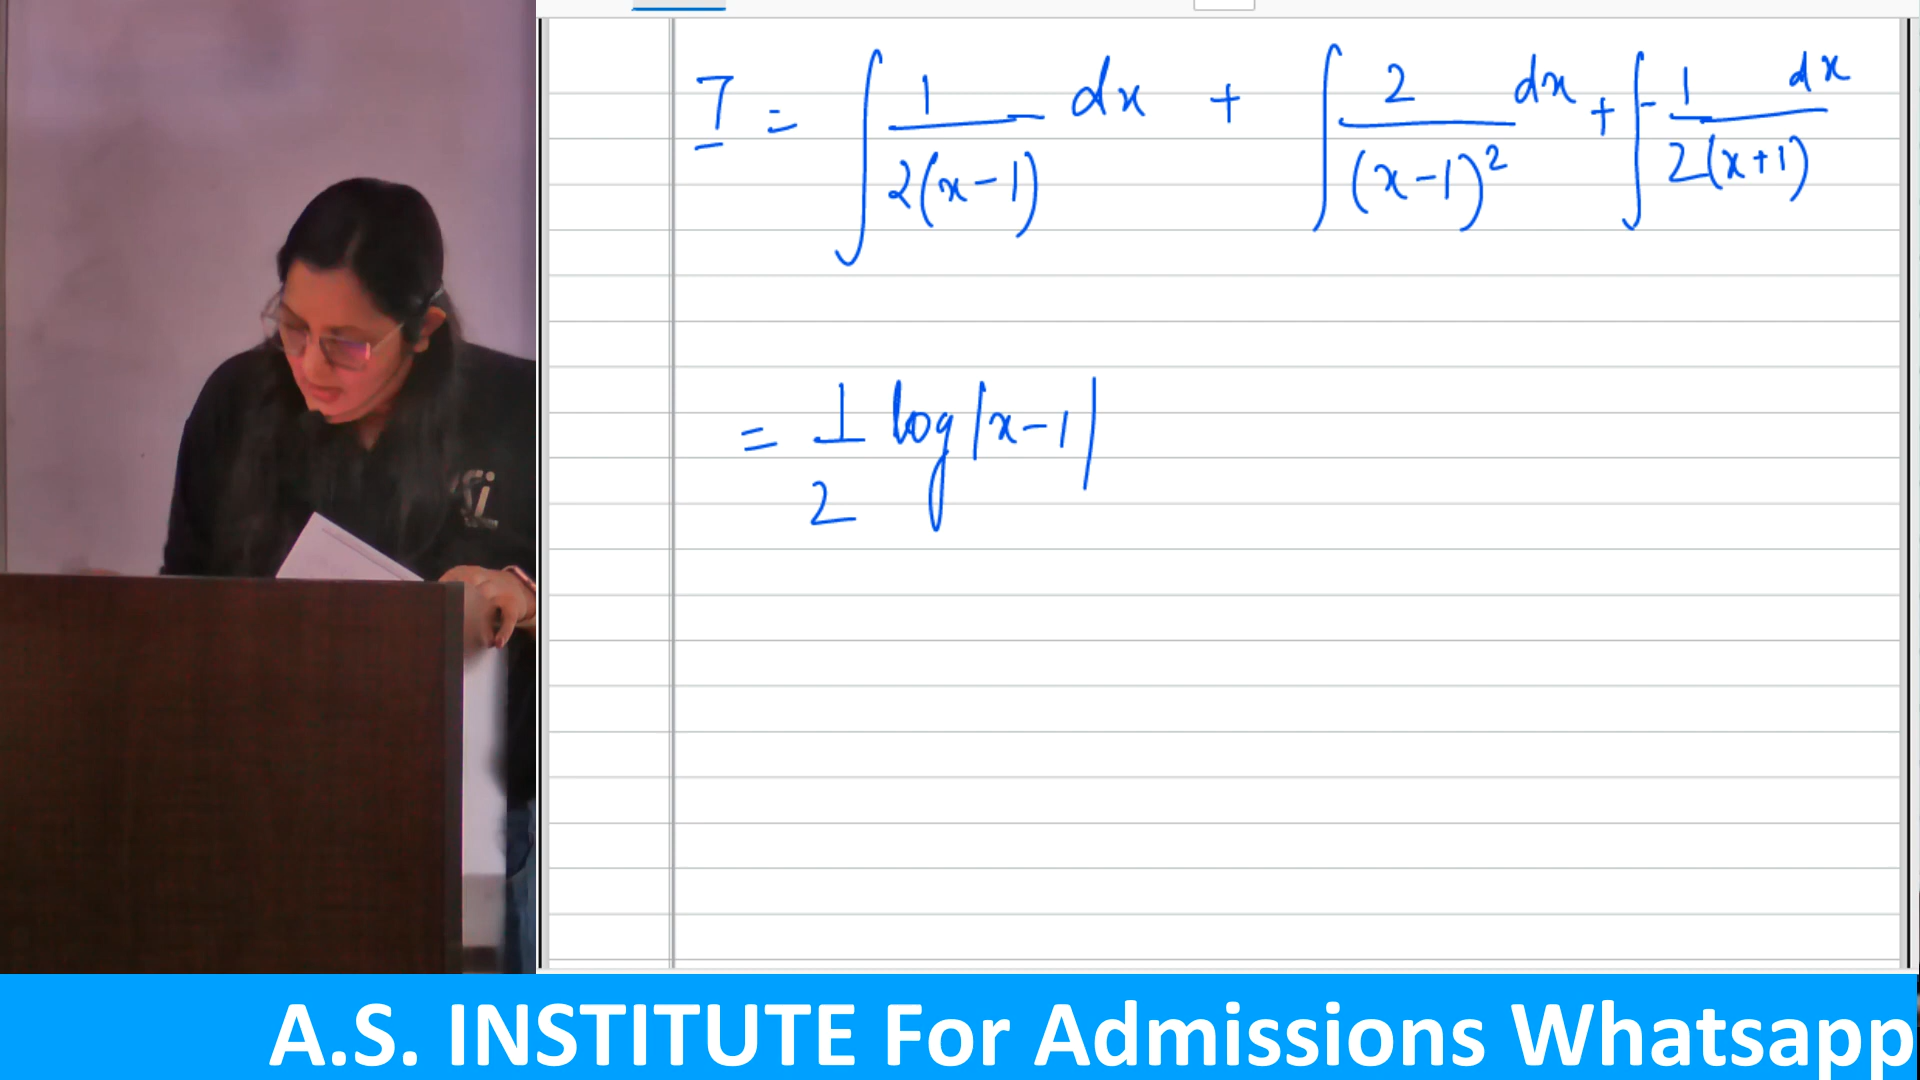 I = ∫ 1/2(x-1) dx + ∫ 2/(x-1)² dx + ∫ -1/2(x+1) dx
= 1/2 log|x-1|
A.S. INSTITUTE For Admissions Whatsapp